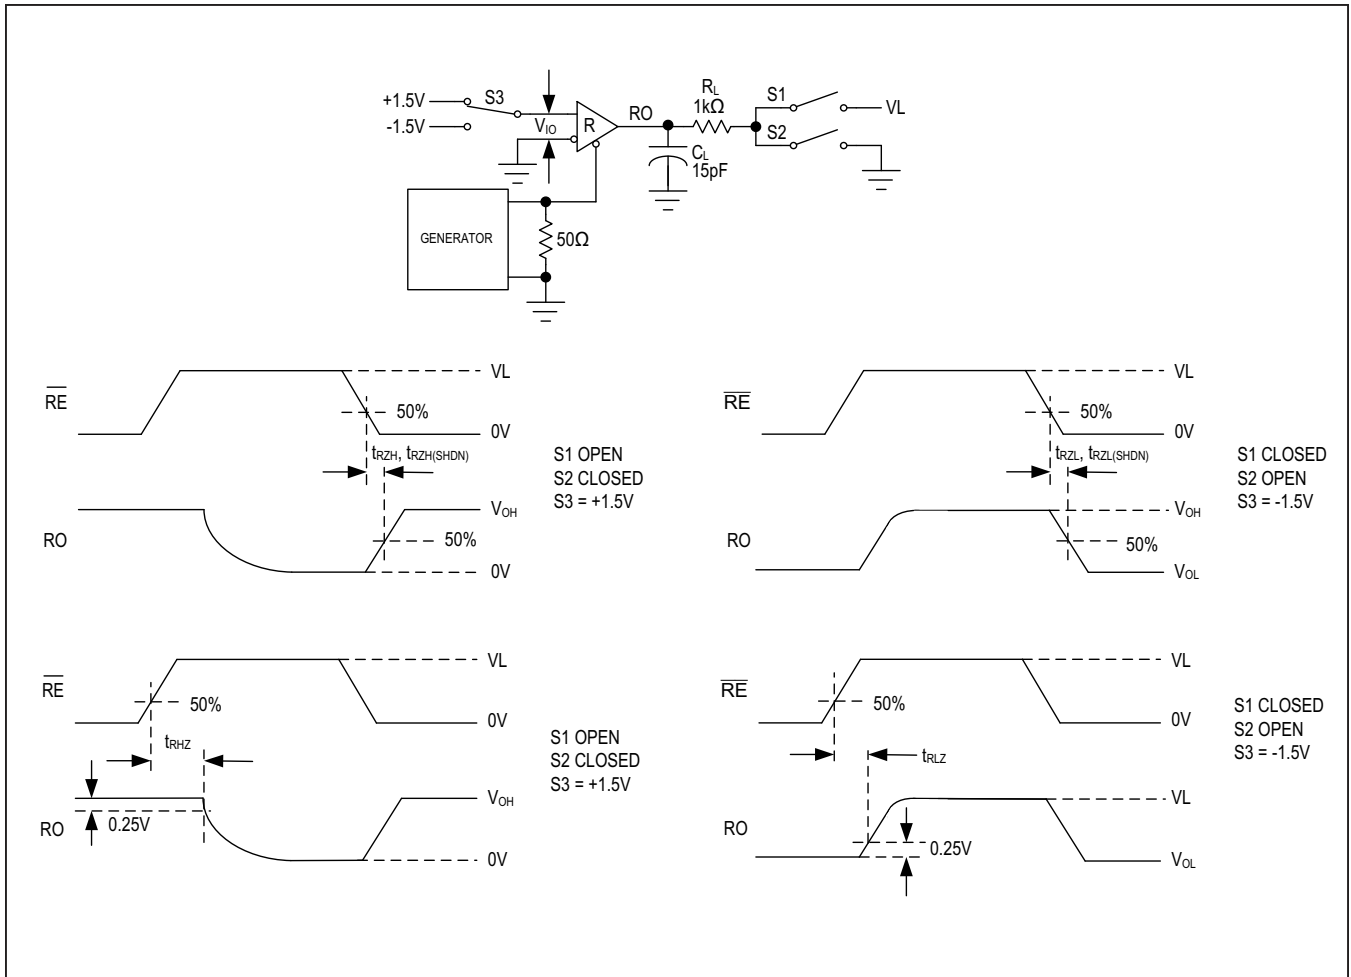 +1.5V
S3
-1.5V
V_IO
R
RO
R_L
1kΩ
C_L
15pF
S1
VL
S2
GENERATOR
50Ω
R̅E̅
VL
50%
0V
t_RZH, t_RZH(SHDN)
RO
V_OH
50%
0V
S1 OPEN
S2 CLOSED
S3 = +1.5V
R̅E̅
VL
50%
0V
t_RZL, t_RZL(SHDN)
RO
V_OH
50%
V_OL
S1 CLOSED
S2 OPEN
S3 = -1.5V
R̅E̅
VL
50%
0V
t_RHZ
RO
0.25V
V_OH
0V
S1 OPEN
S2 CLOSED
S3 = +1.5V
R̅E̅
VL
50%
0V
t_RLZ
RO
VL
0.25V
V_OL
S1 CLOSED
S2 OPEN
S3 = -1.5V